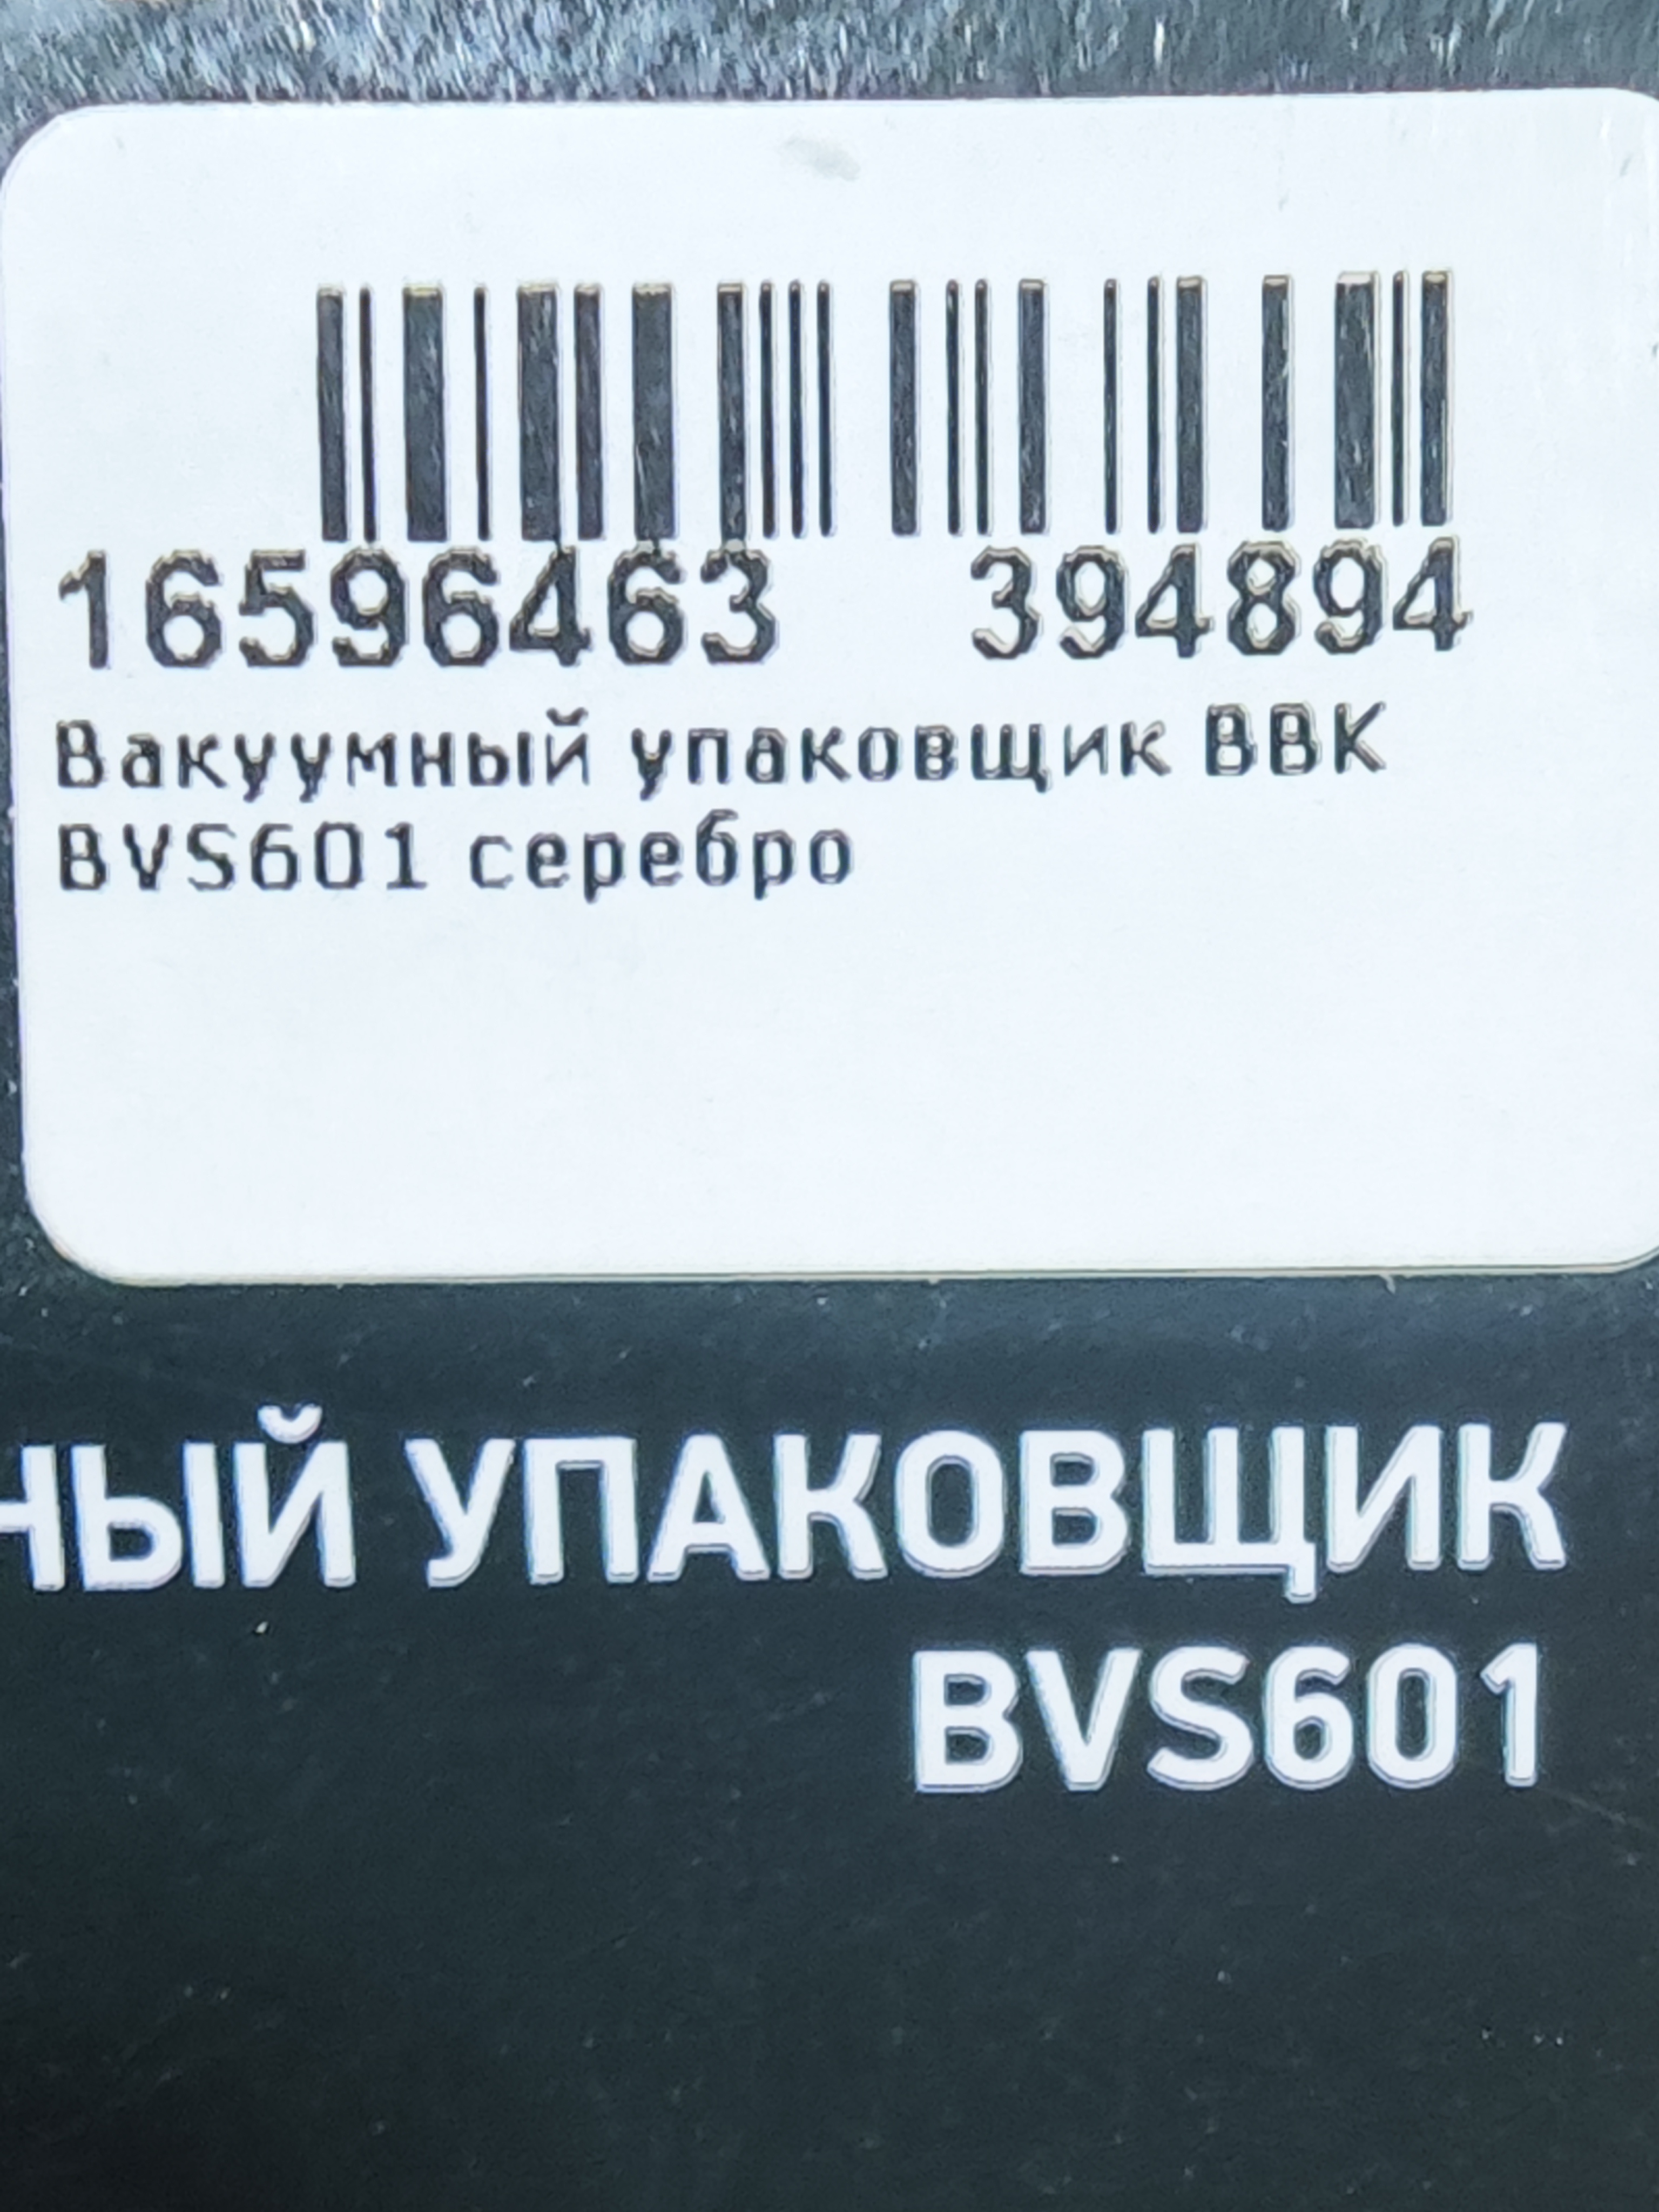 16596463 394894
Вакуумный упаковщик BBK
BVS601 серебро
НЫЙ УПАКОВЩИК
BVS601